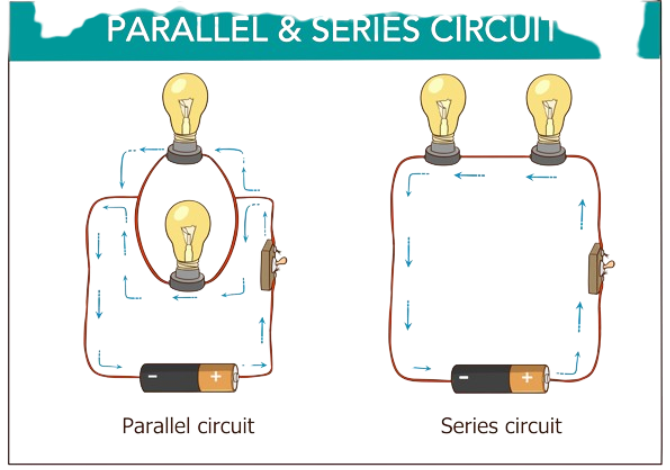 PARALLEL & SERIES CIRCUIT
- +
- +
Parallel circuit
Series circuit